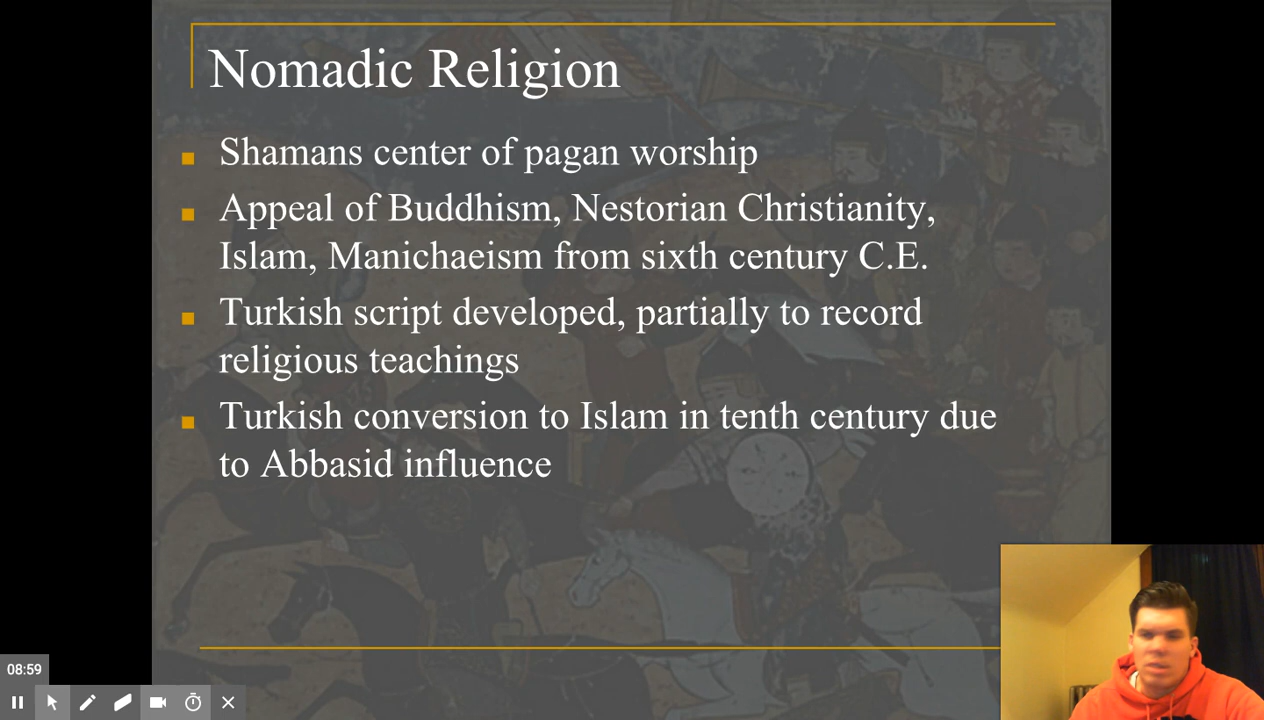 Nomadic Religion
Shamans center of pagan worship
Appeal of Buddhism, Nestorian Christianity,
Islam, Manichaeism from sixth century C.E.
Turkish script developed, partially to record
religious teachings
Turkish conversion to Islam in tenth century due
to Abbasid influence
08:59